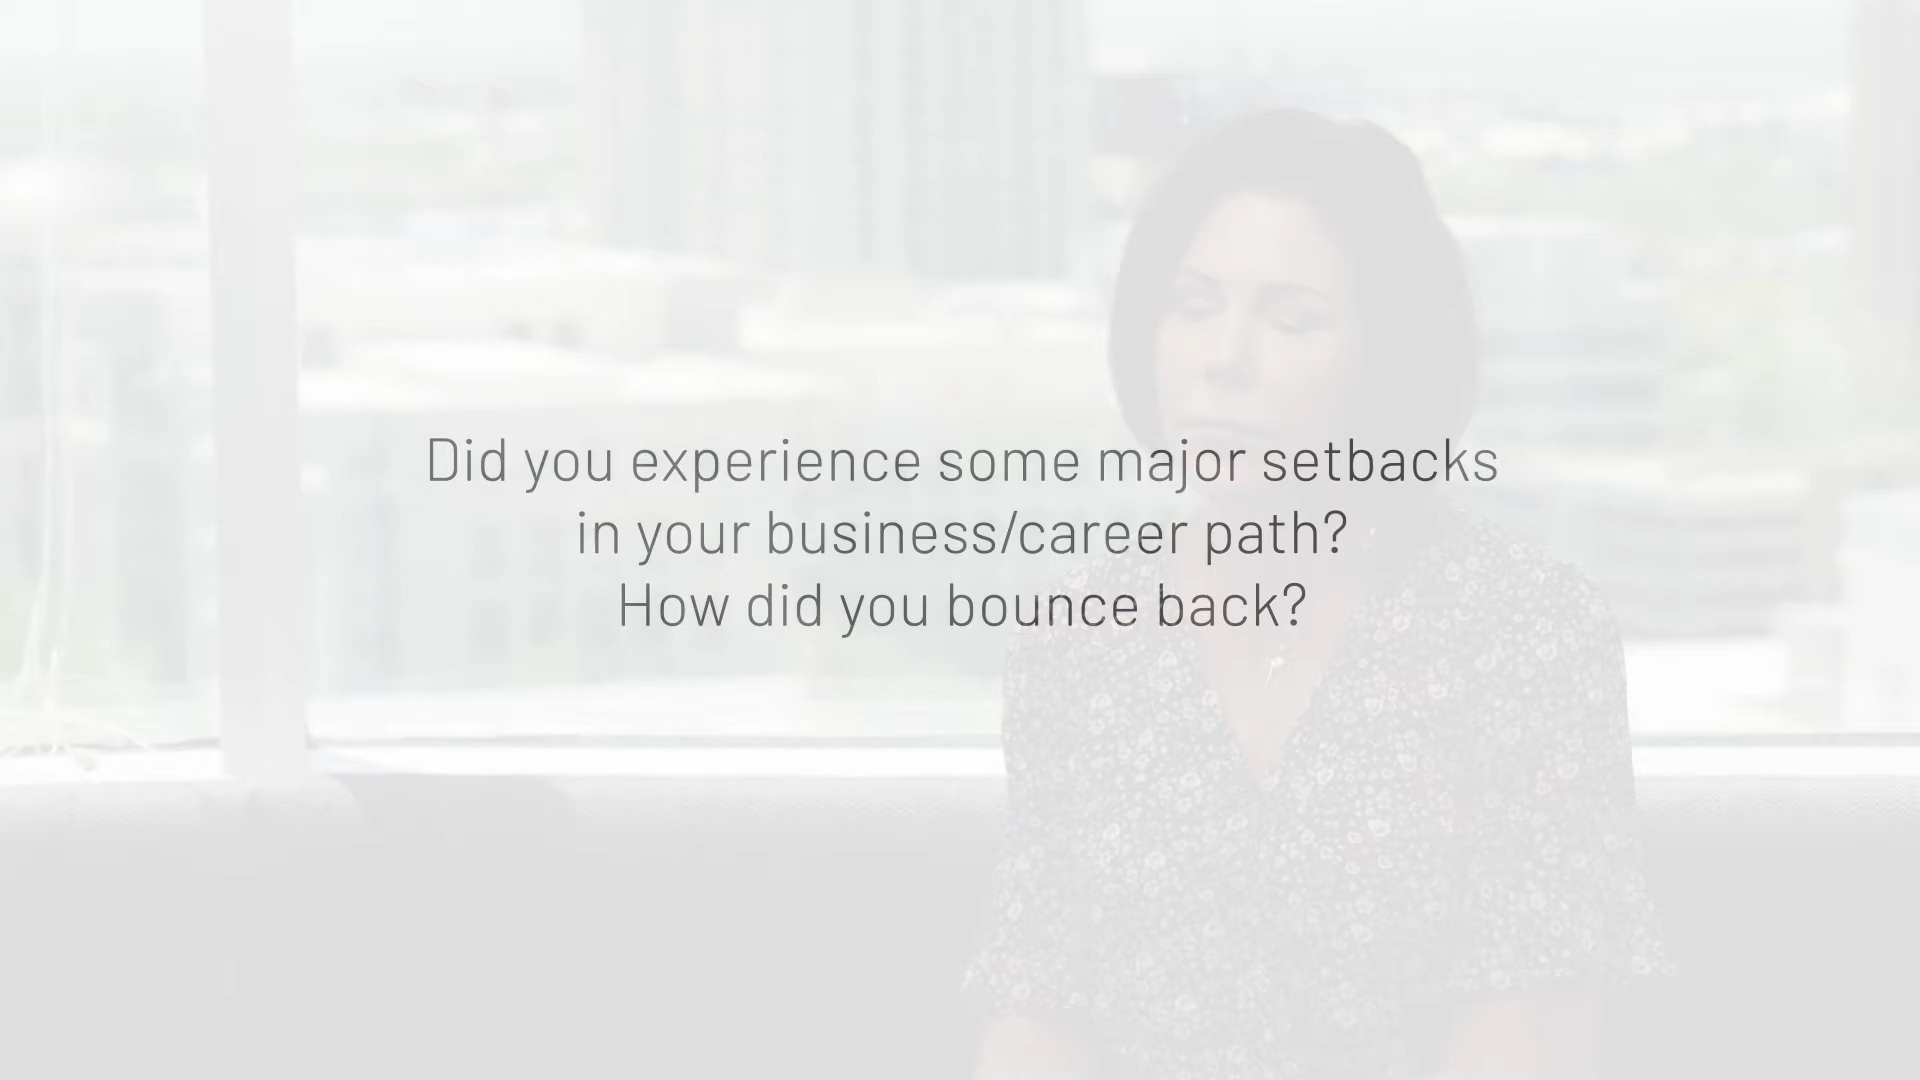 Did you experience some major setbacks
in your business/career path?
How did you bounce back?